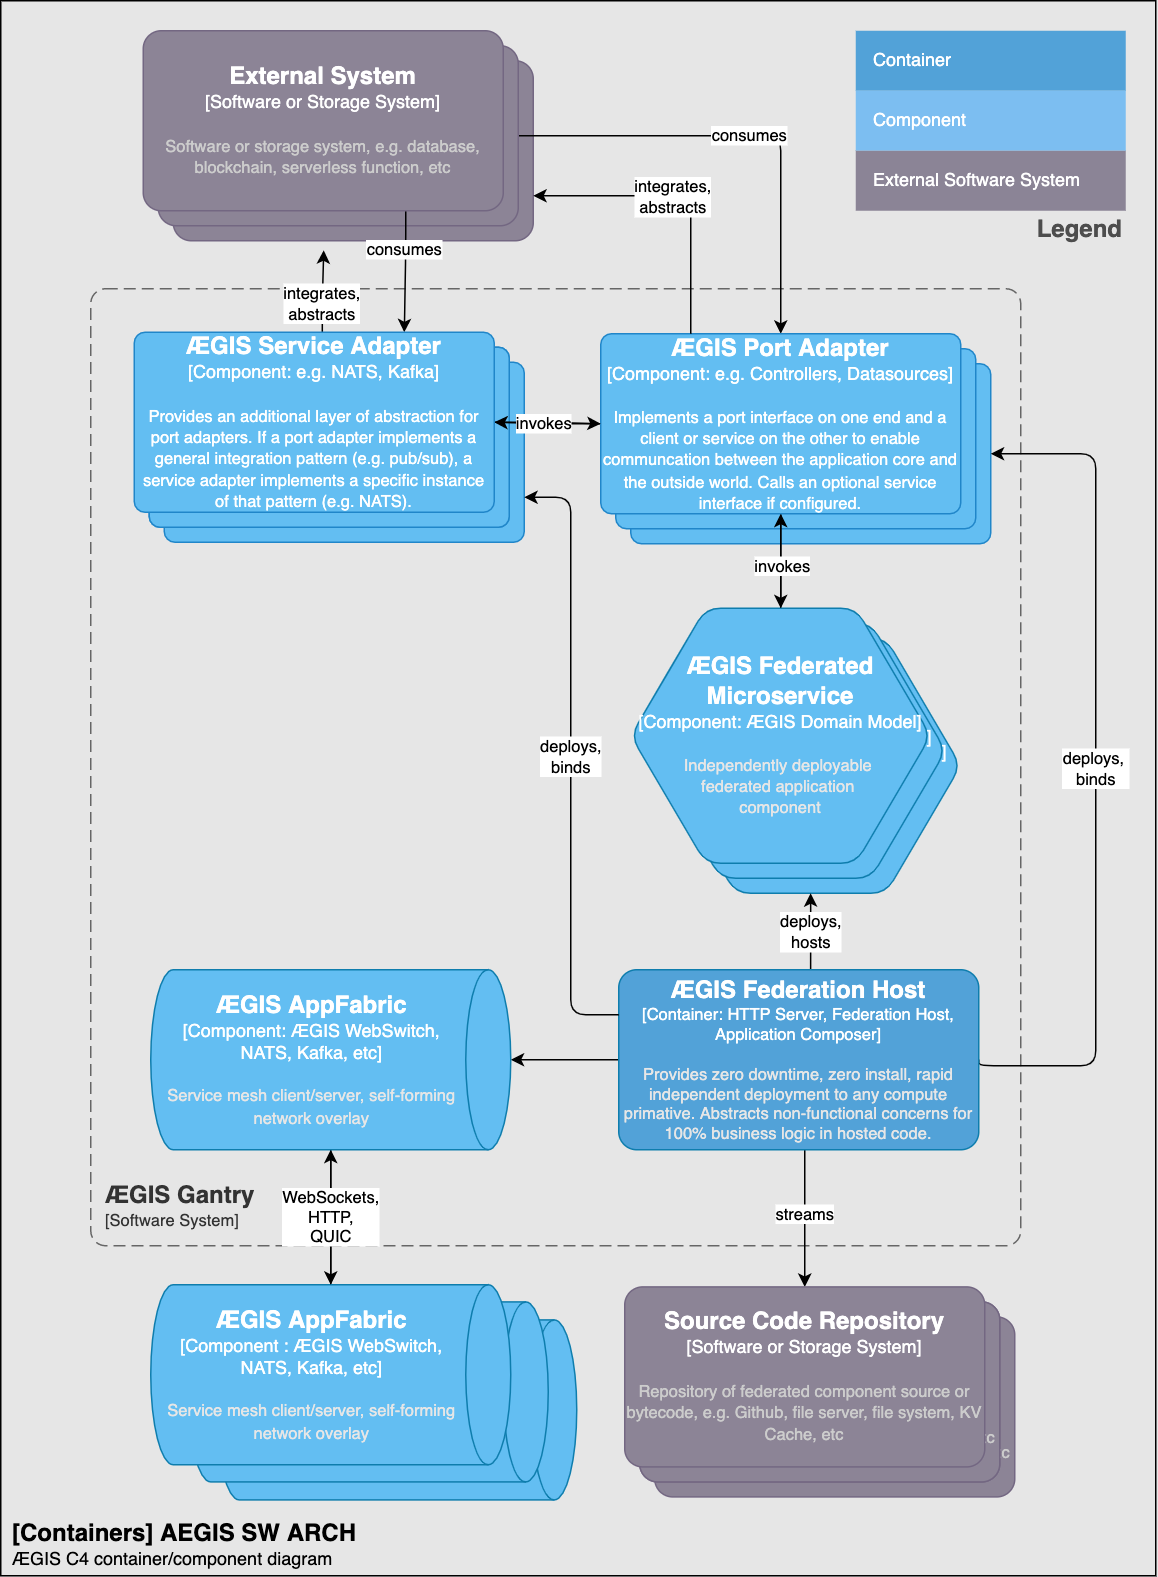 External System
[Software or Storage System]
Software or storage system, e.g. database,
blockchain, serverless function, etc
Container
Component
External Software System
Legend
consumes
integrates,
abstracts
consumes
integrates,
abstracts
ÆGIS Service Adapter
[Component: e.g. NATS, Kafka]
Provides an additional layer of abstraction for
port adapters. If a port adapter implements a
general integration pattern (e.g. pub/sub), a
service adapter implements a specific instance
of that pattern (e.g. NATS).
invokes
ÆGIS Port Adapter
[Component: e.g. Controllers, Datasources]
Implements a port interface on one end and a
client or service on the other to enable
communcation between the application core and
the outside world. Calls an optional service
interface if configured.
invokes
ÆGIS Federated
Microservice
[Component: ÆGIS Domain Model]
]
]
Independently deployable
federated application
component
deploys,
binds
deploys,
binds
deploys,
hosts
ÆGIS AppFabric
[Component: ÆGIS WebSwitch,
NATS, Kafka, etc]
Service mesh client/server, self-forming
network overlay
ÆGIS Federation Host
[Container: HTTP Server, Federation Host,
Application Composer]
Provides zero downtime, zero install, rapid
independent deployment to any compute
primative. Abstracts non-functional concerns for
100% business logic in hosted code.
ÆGIS Gantry
[Software System]
WebSockets,
HTTP,
QUIC
streams
ÆGIS AppFabric
[Component : ÆGIS WebSwitch,
NATS, Kafka, etc]
Service mesh client/server, self-forming
network overlay
Source Code Repository
[Software or Storage System]
Repository of federated component source or
bytecode, e.g. Github, file server, file system, KV
Cache, etc
c
c
[Containers] AEGIS SW ARCH
ÆGIS C4 container/component diagram